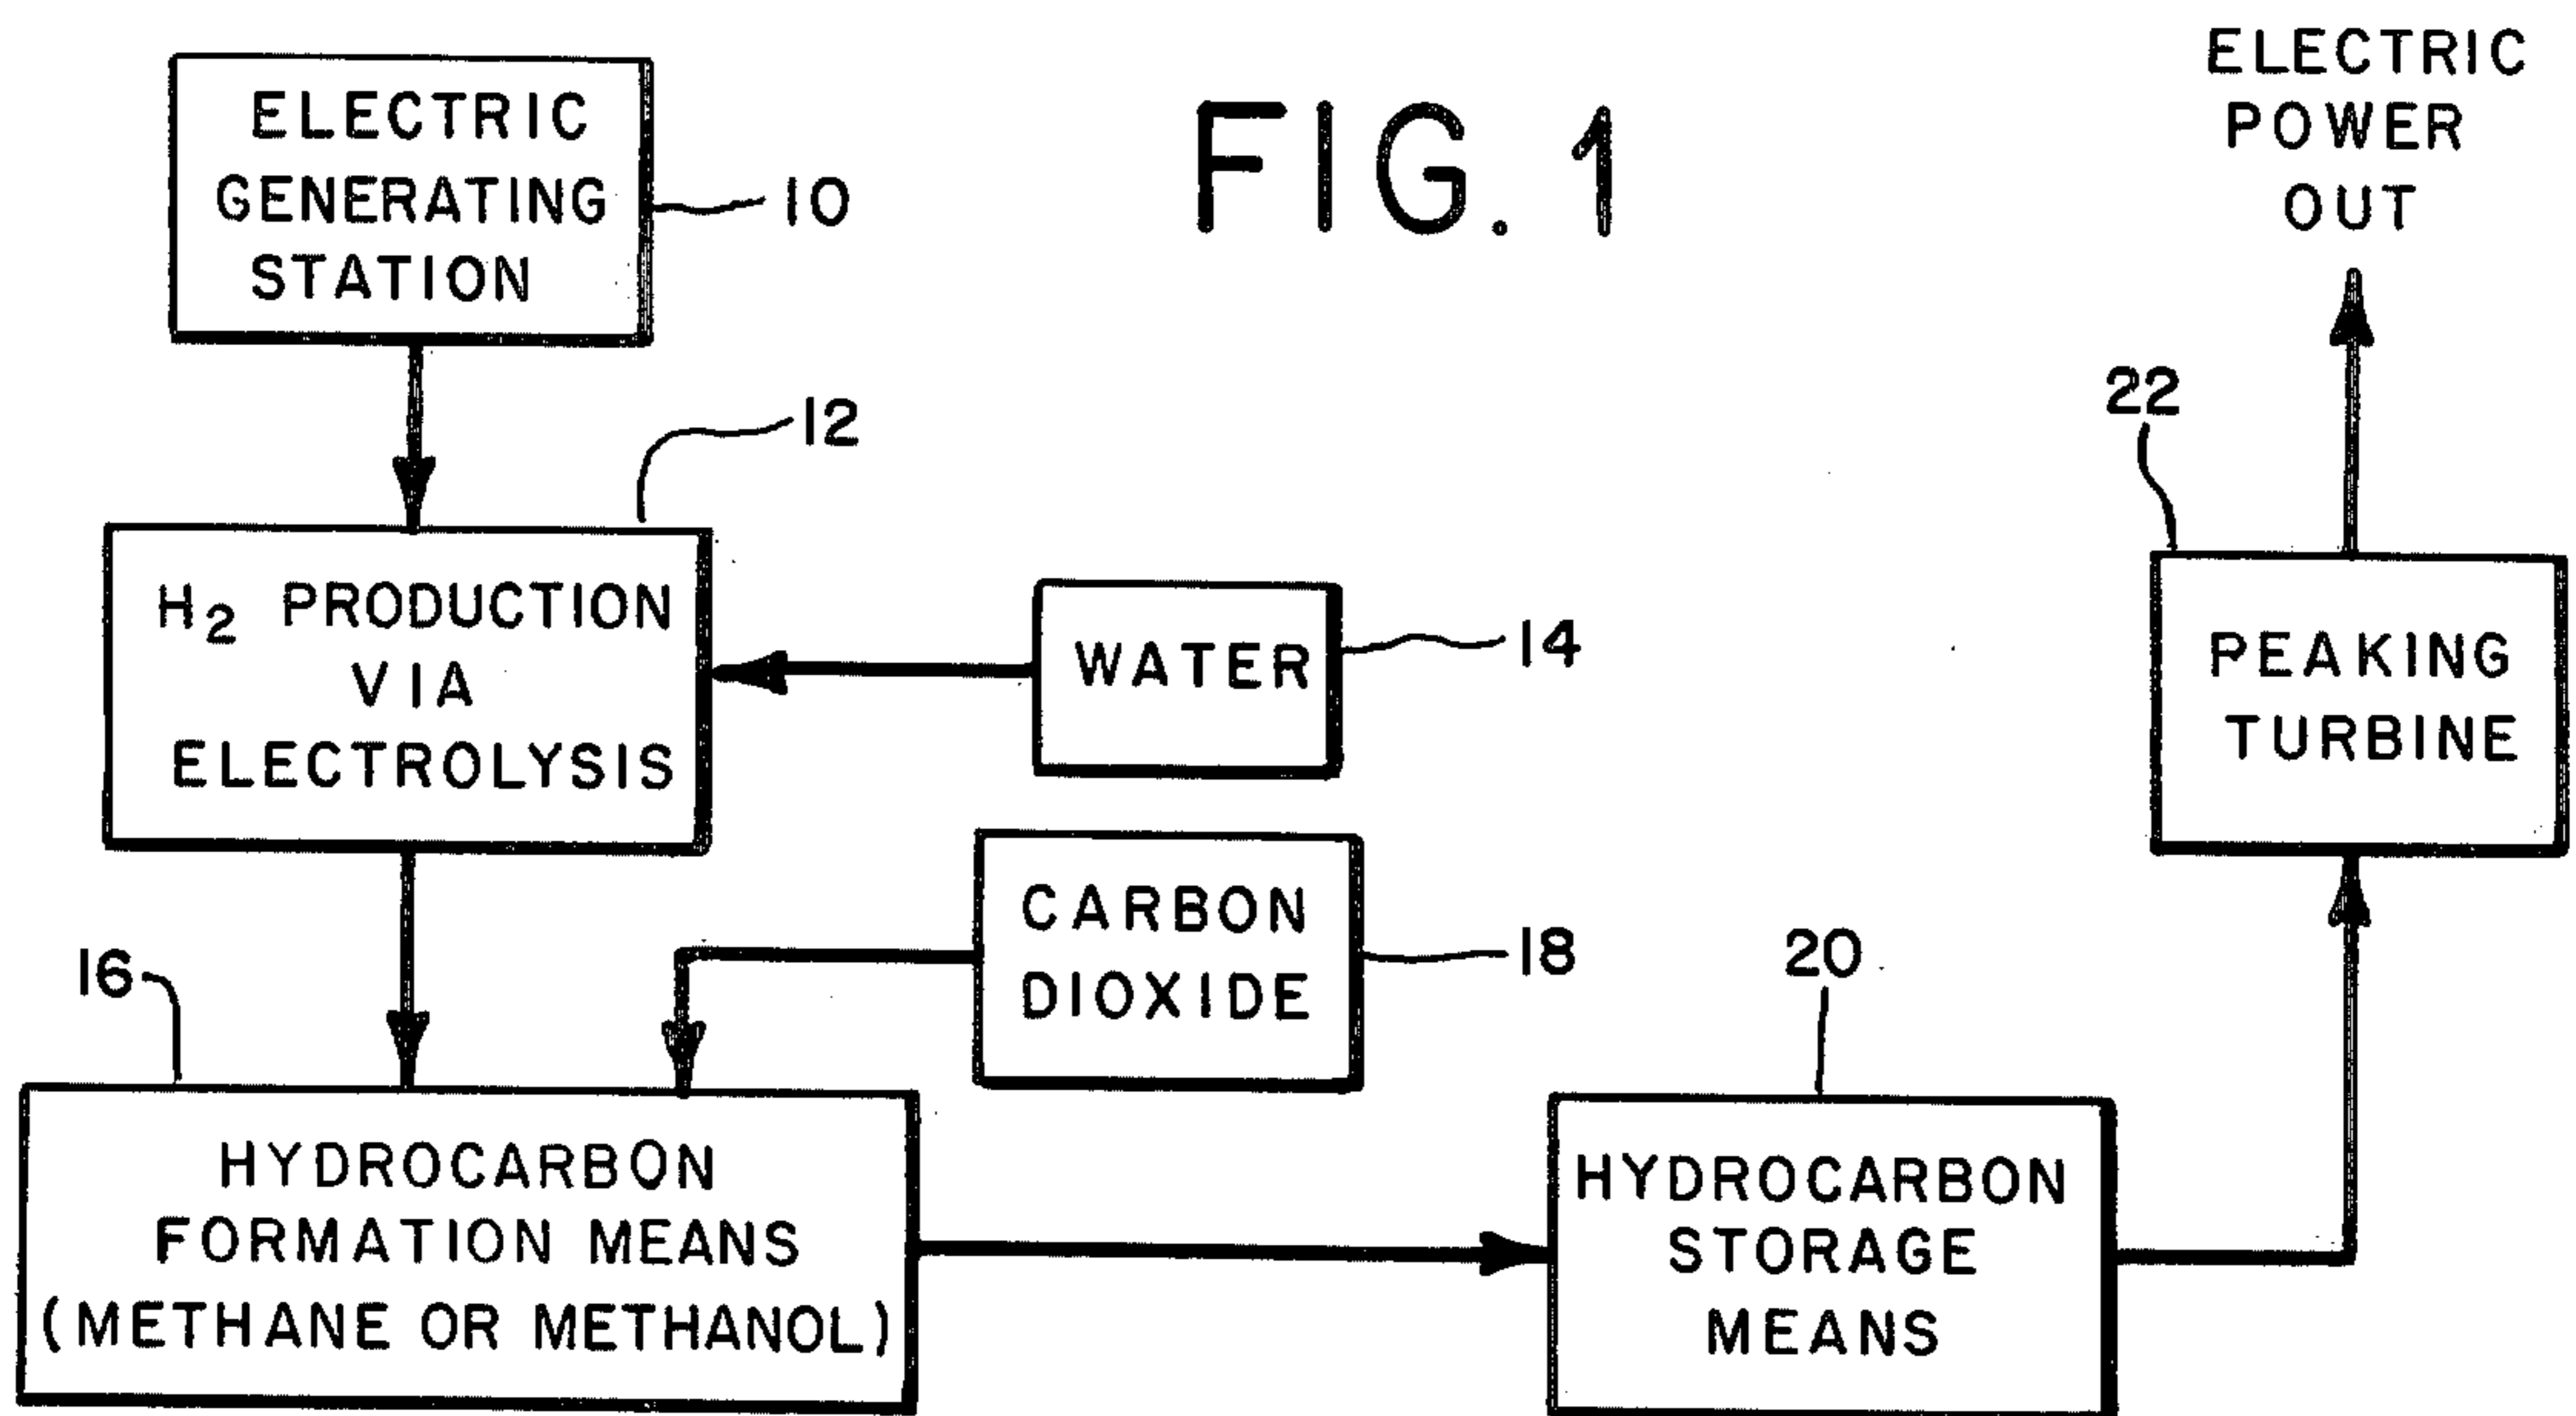 FIG. 1
ELECTRIC
GENERATING
STATION
10
12
H2 PRODUCTION
VIA
ELECTROLYSIS
WATER
14
CARBON
DIOXIDE
18
16
HYDROCARBON
FORMATION MEANS
(METHANE OR METHANOL)
20
HYDROCARBON
STORAGE
MEANS
22
PEAKING
TURBINE
ELECTRIC
POWER
OUT